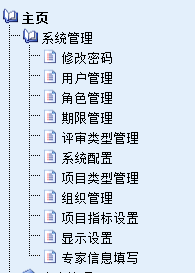 主页
系统管理
修改密码
用户管理
角色管理
期限管理
评审类型管理
系统配置
项目类型管理
组织管理
项目指标设置
显示设置
专家信息填写